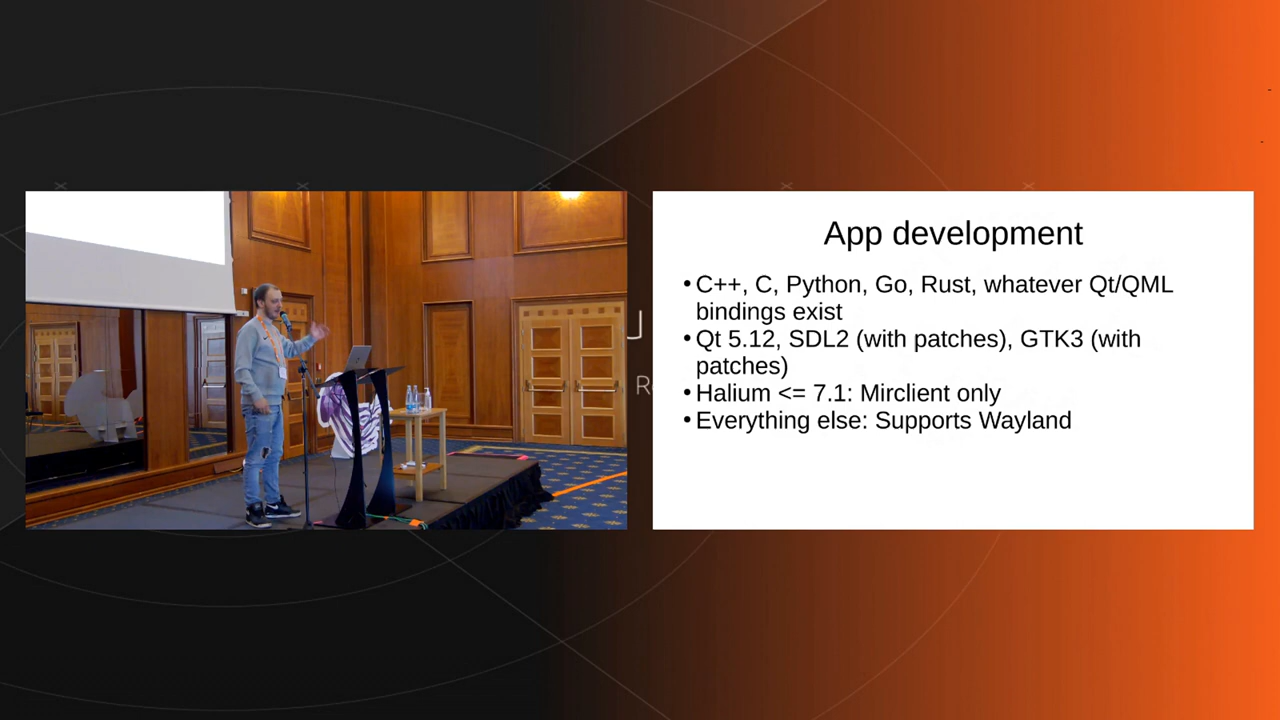 App development
• C++, C, Python, Go, Rust, whatever Qt/QML
bindings exist
• Qt 5.12, SDL2 (with patches), GTK3 (with
patches)
• Halium <= 7.1: Mirclient only
• Everything else: Supports Wayland